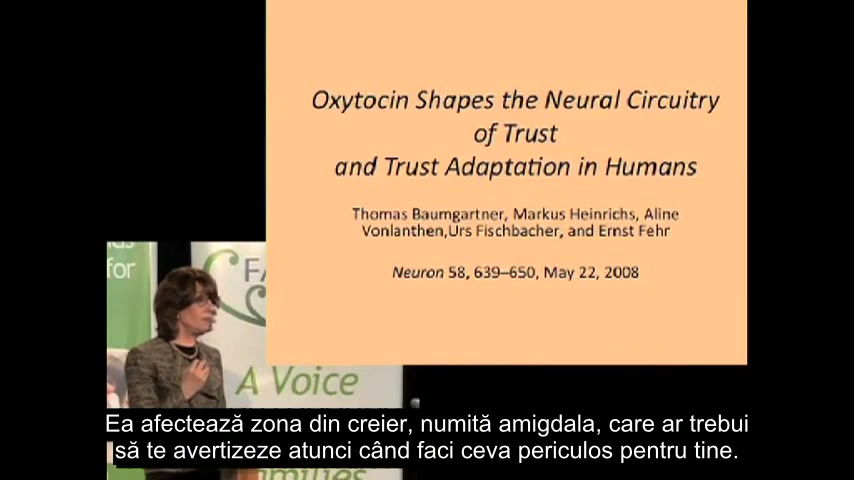 Oxytocin Shapes the Neural Circuitry
of Trust
and Trust Adaptation in Humans
Thomas Baumgartner, Markus Heinrichs, Aline
Vonlanthen,Urs Fischbacher, and Ernst Fehr
Neuron 58, 639–650, May 22, 2008
for
FA
A Voice
Ea afectează zona din creier, numită amigdala, care ar trebui
să te avertizeze atunci când faci ceva periculos pentru tine.